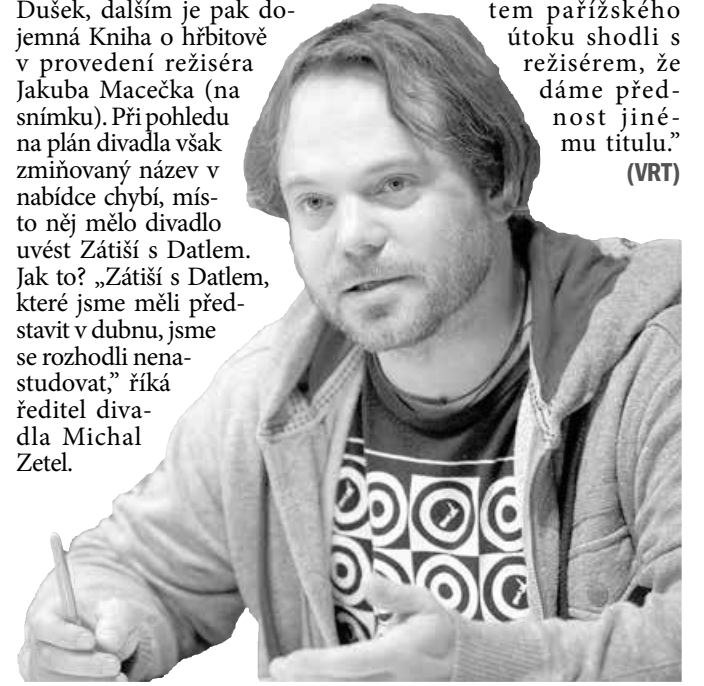 Dušek, dalším je pak do-
jemná Kniha o hřbitově
v provedení režiséra
Jakuba Macečka (na
snímku). Při pohledu
na plán divadla však
zmiňovaný název v
nabídce chybí, mís-
to něj mělo divadlo
uvést Zátiší s Datlem.
Jak to? „Zátiší s Datlem,
které jsme měli před-
stavit v dubnu, jsme
se rozhodli nena-
studovat,” říká
ředitel diva-
dla Michal
Zetel.
tem pařížského
útoku shodli s
režisérem, že
dáme před-
nost jiné-
mu titulu.”
(VRT)